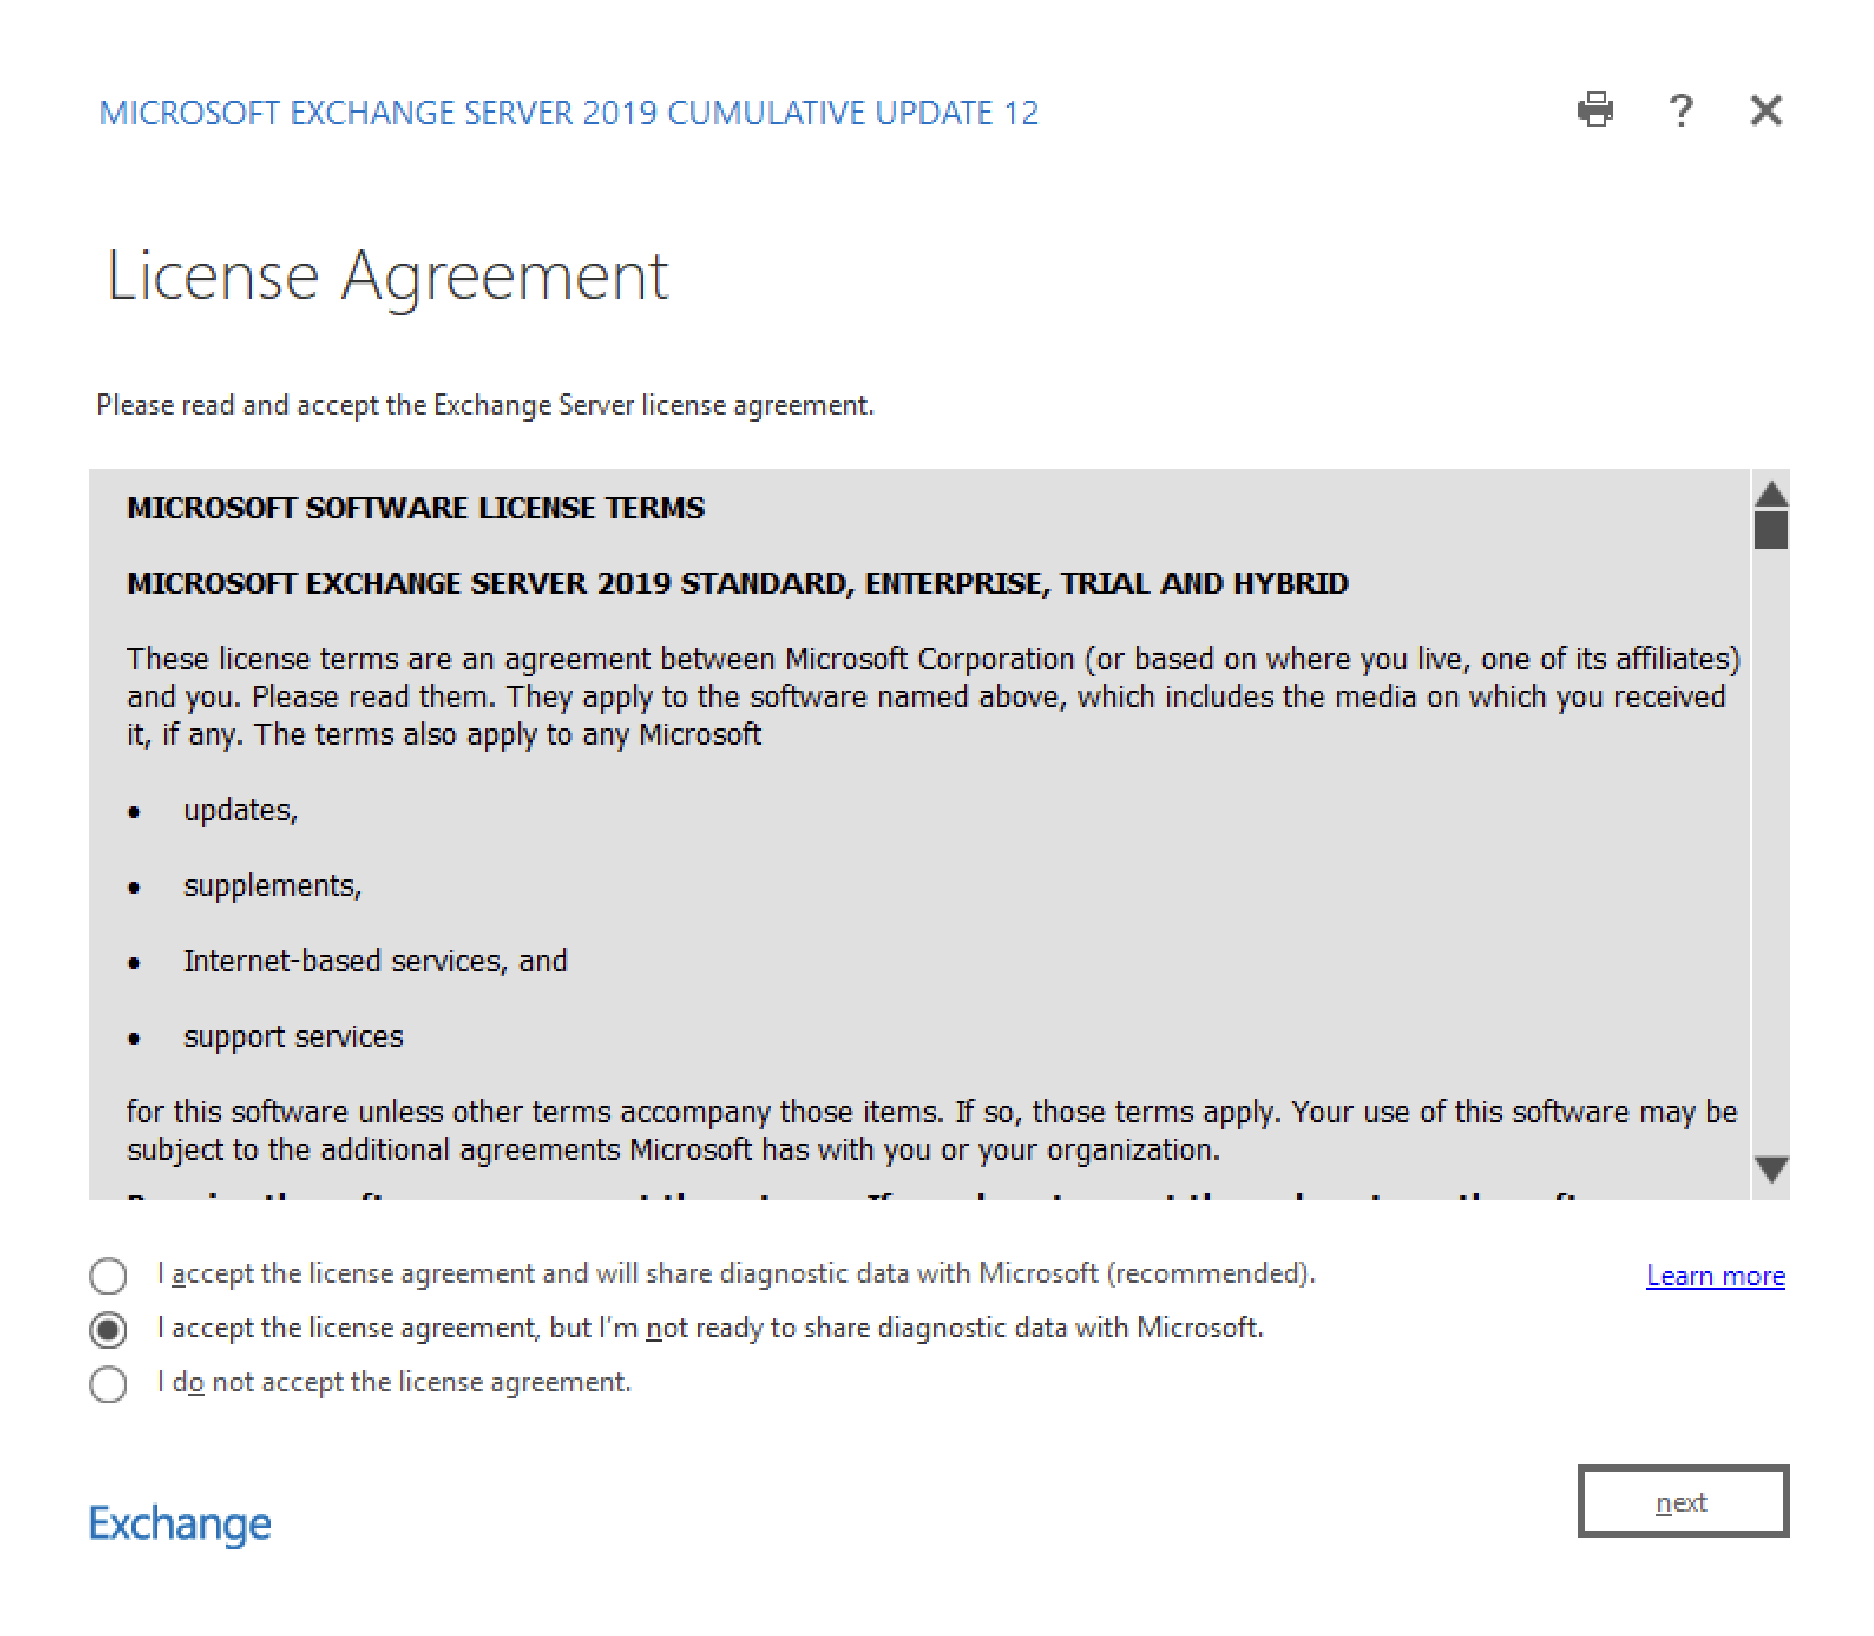 MICROSOFT EXCHANGE SERVER 2019 CUMULATIVE UPDATE 12
?
License Agreement
Please read and accept the Exchange Server license agreement.
MICROSOFT SOFTWARE LICENSE TERMS
MICROSOFT EXCHANGE SERVER 2019 STANDARD, ENTERPRISE, TRIAL AND HYBRID
These license terms are an agreement between Microsoft Corporation (or based on where you live, one of its affiliates)
and you. Please read them. They apply to the software named above, which includes the media on which you received
it, if any. The terms also apply to any Microsoft
• updates,
• supplements,
• Internet-based services, and
• support services
for this software unless other terms accompany those items. If so, those terms apply. Your use of this software may be
subject to the additional agreements Microsoft has with you or your organization.
I accept the license agreement and will share diagnostic data with Microsoft (recommended).
Learn more
I accept the license agreement, but I'm not ready to share diagnostic data with Microsoft.
I do not accept the license agreement.
Exchange
next